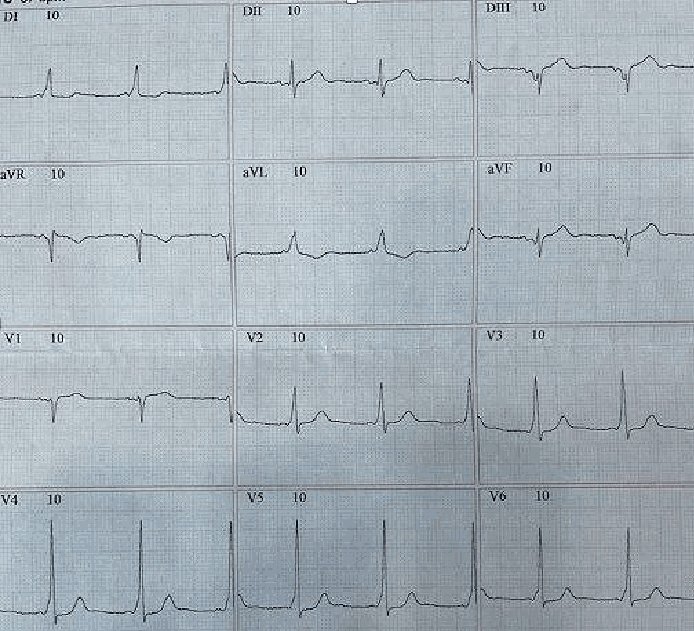 DI 10
DII 10
DIII 10
aVR 10
aVL 10
aVF 10
V1 10
V2 10
V3 10
V4 10
V5 10
V6 10